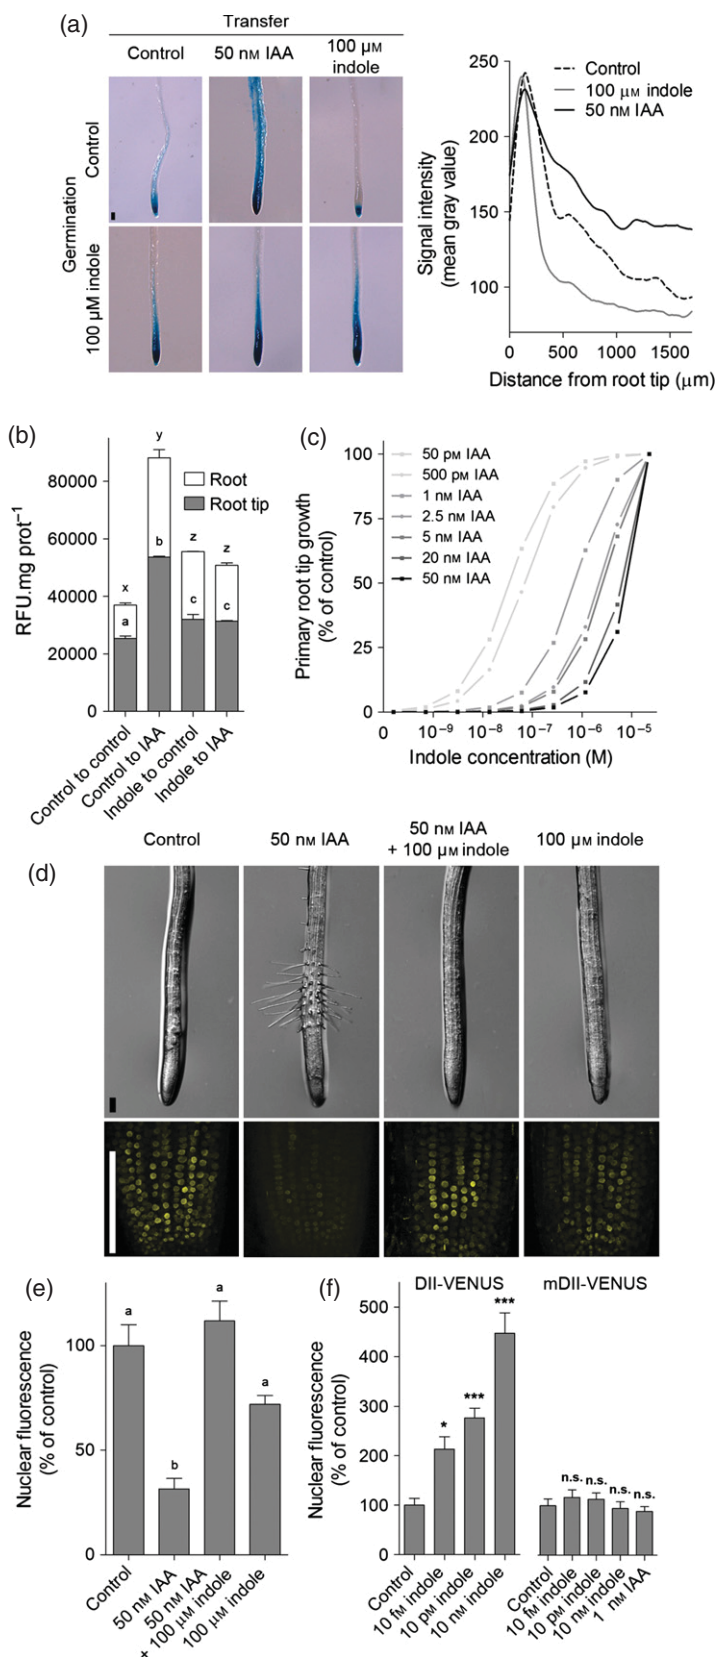 (a)
Transfer
Control
50 nM IAA
100 µM
indole
Germination
Control
100 µM indole
Signal intensity
(mean gray value)
250
200
150
100
Control
100 µM indole
50 nM IAA
0
500
1000
1500
Distance from root tip (µm)
(b)
RFU.mg prot⁻¹
80000
60000
40000
20000
0
Root
Root tip
x
a
y
b
z
c
z
c
Control to control
Control to IAA
Indole to control
Indole to IAA
(c)
Primary root tip growth
(% of control)
100
75
50
25
0
50 pM IAA
500 pM IAA
1 nM IAA
2.5 nM IAA
5 nM IAA
20 nM IAA
50 nM IAA
0
10⁻⁹
10⁻⁸
10⁻⁷
10⁻⁶
10⁻⁵
Indole concentration (M)
(d)
Control
50 nM IAA
50 nM IAA
+ 100 µM indole
100 µM indole
(e)
Nuclear fluorescence
(% of control)
100
50
0
a
b
a
a
Control
50 nM IAA
50 nM IAA
+ 100 µM indole
100 µM indole
(f)
DII-VENUS
mDII-VENUS
Nuclear fluorescence
(% of control)
500
400
300
200
100
0
*
***
***
n.s.
n.s.
n.s.
n.s.
Control
10 fM indole
10 pM indole
10 nM indole
Control
10 fM indole
10 pM indole
10 nM indole
1 nM IAA